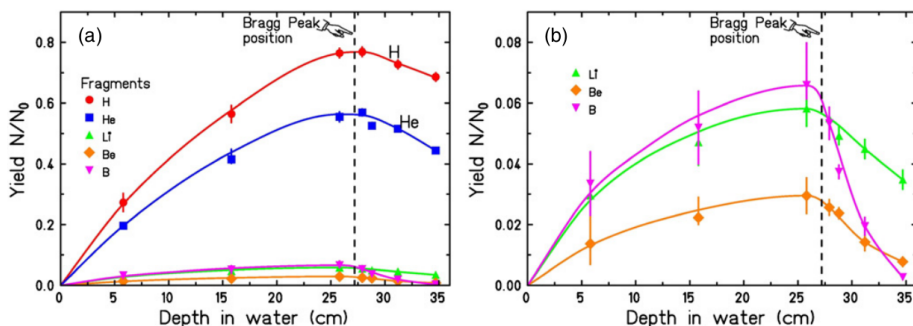 Bragg Peak
position
(a)
H
He
Fragments
H
He
Li
Be
B
Yield N/N₀
0.8
0.6
0.4
0.2
0.0
0
5
10
15
20
25
30
35
Depth in water (cm)
Bragg Peak
position
(b)
Li
Be
B
Yield N/N₀
0.08
0.06
0.04
0.02
0.00
0
5
10
15
20
25
30
35
Depth in water (cm)